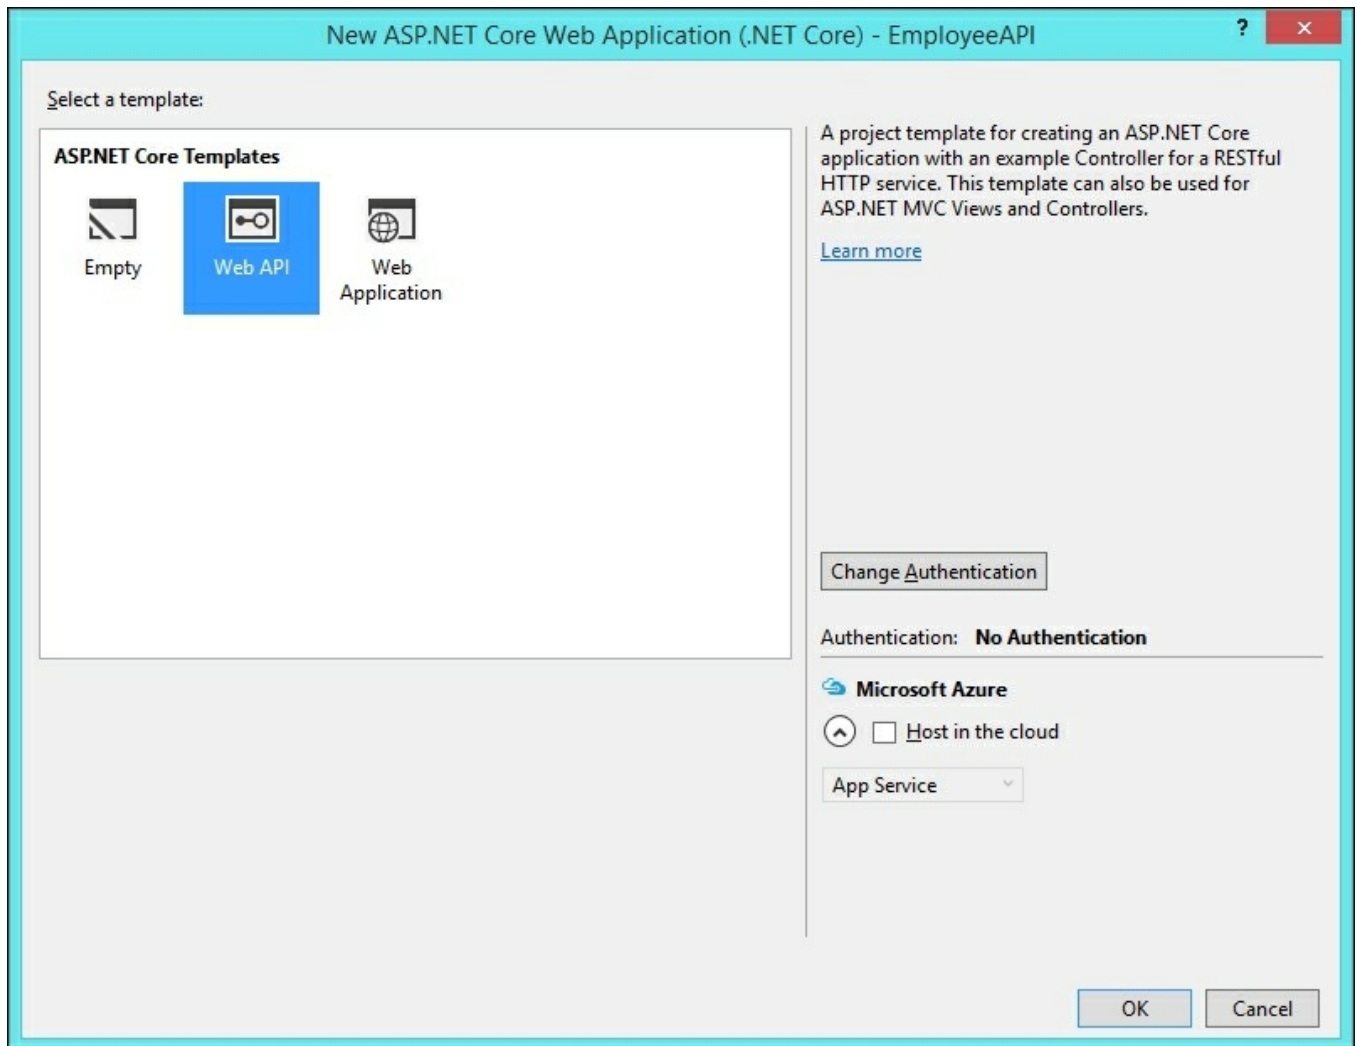 New ASP.NET Core Web Application (.NET Core) - EmployeeAPI
?
Select a template:
ASP.NET Core Templates
Empty
Web API
Web
Application
A project template for creating an ASP.NET Core
application with an example Controller for a RESTful
HTTP service. This template can also be used for
ASP.NET MVC Views and Controllers.
Learn more
Change Authentication
Authentication: No Authentication
Microsoft Azure
Host in the cloud
App Service
OK
Cancel